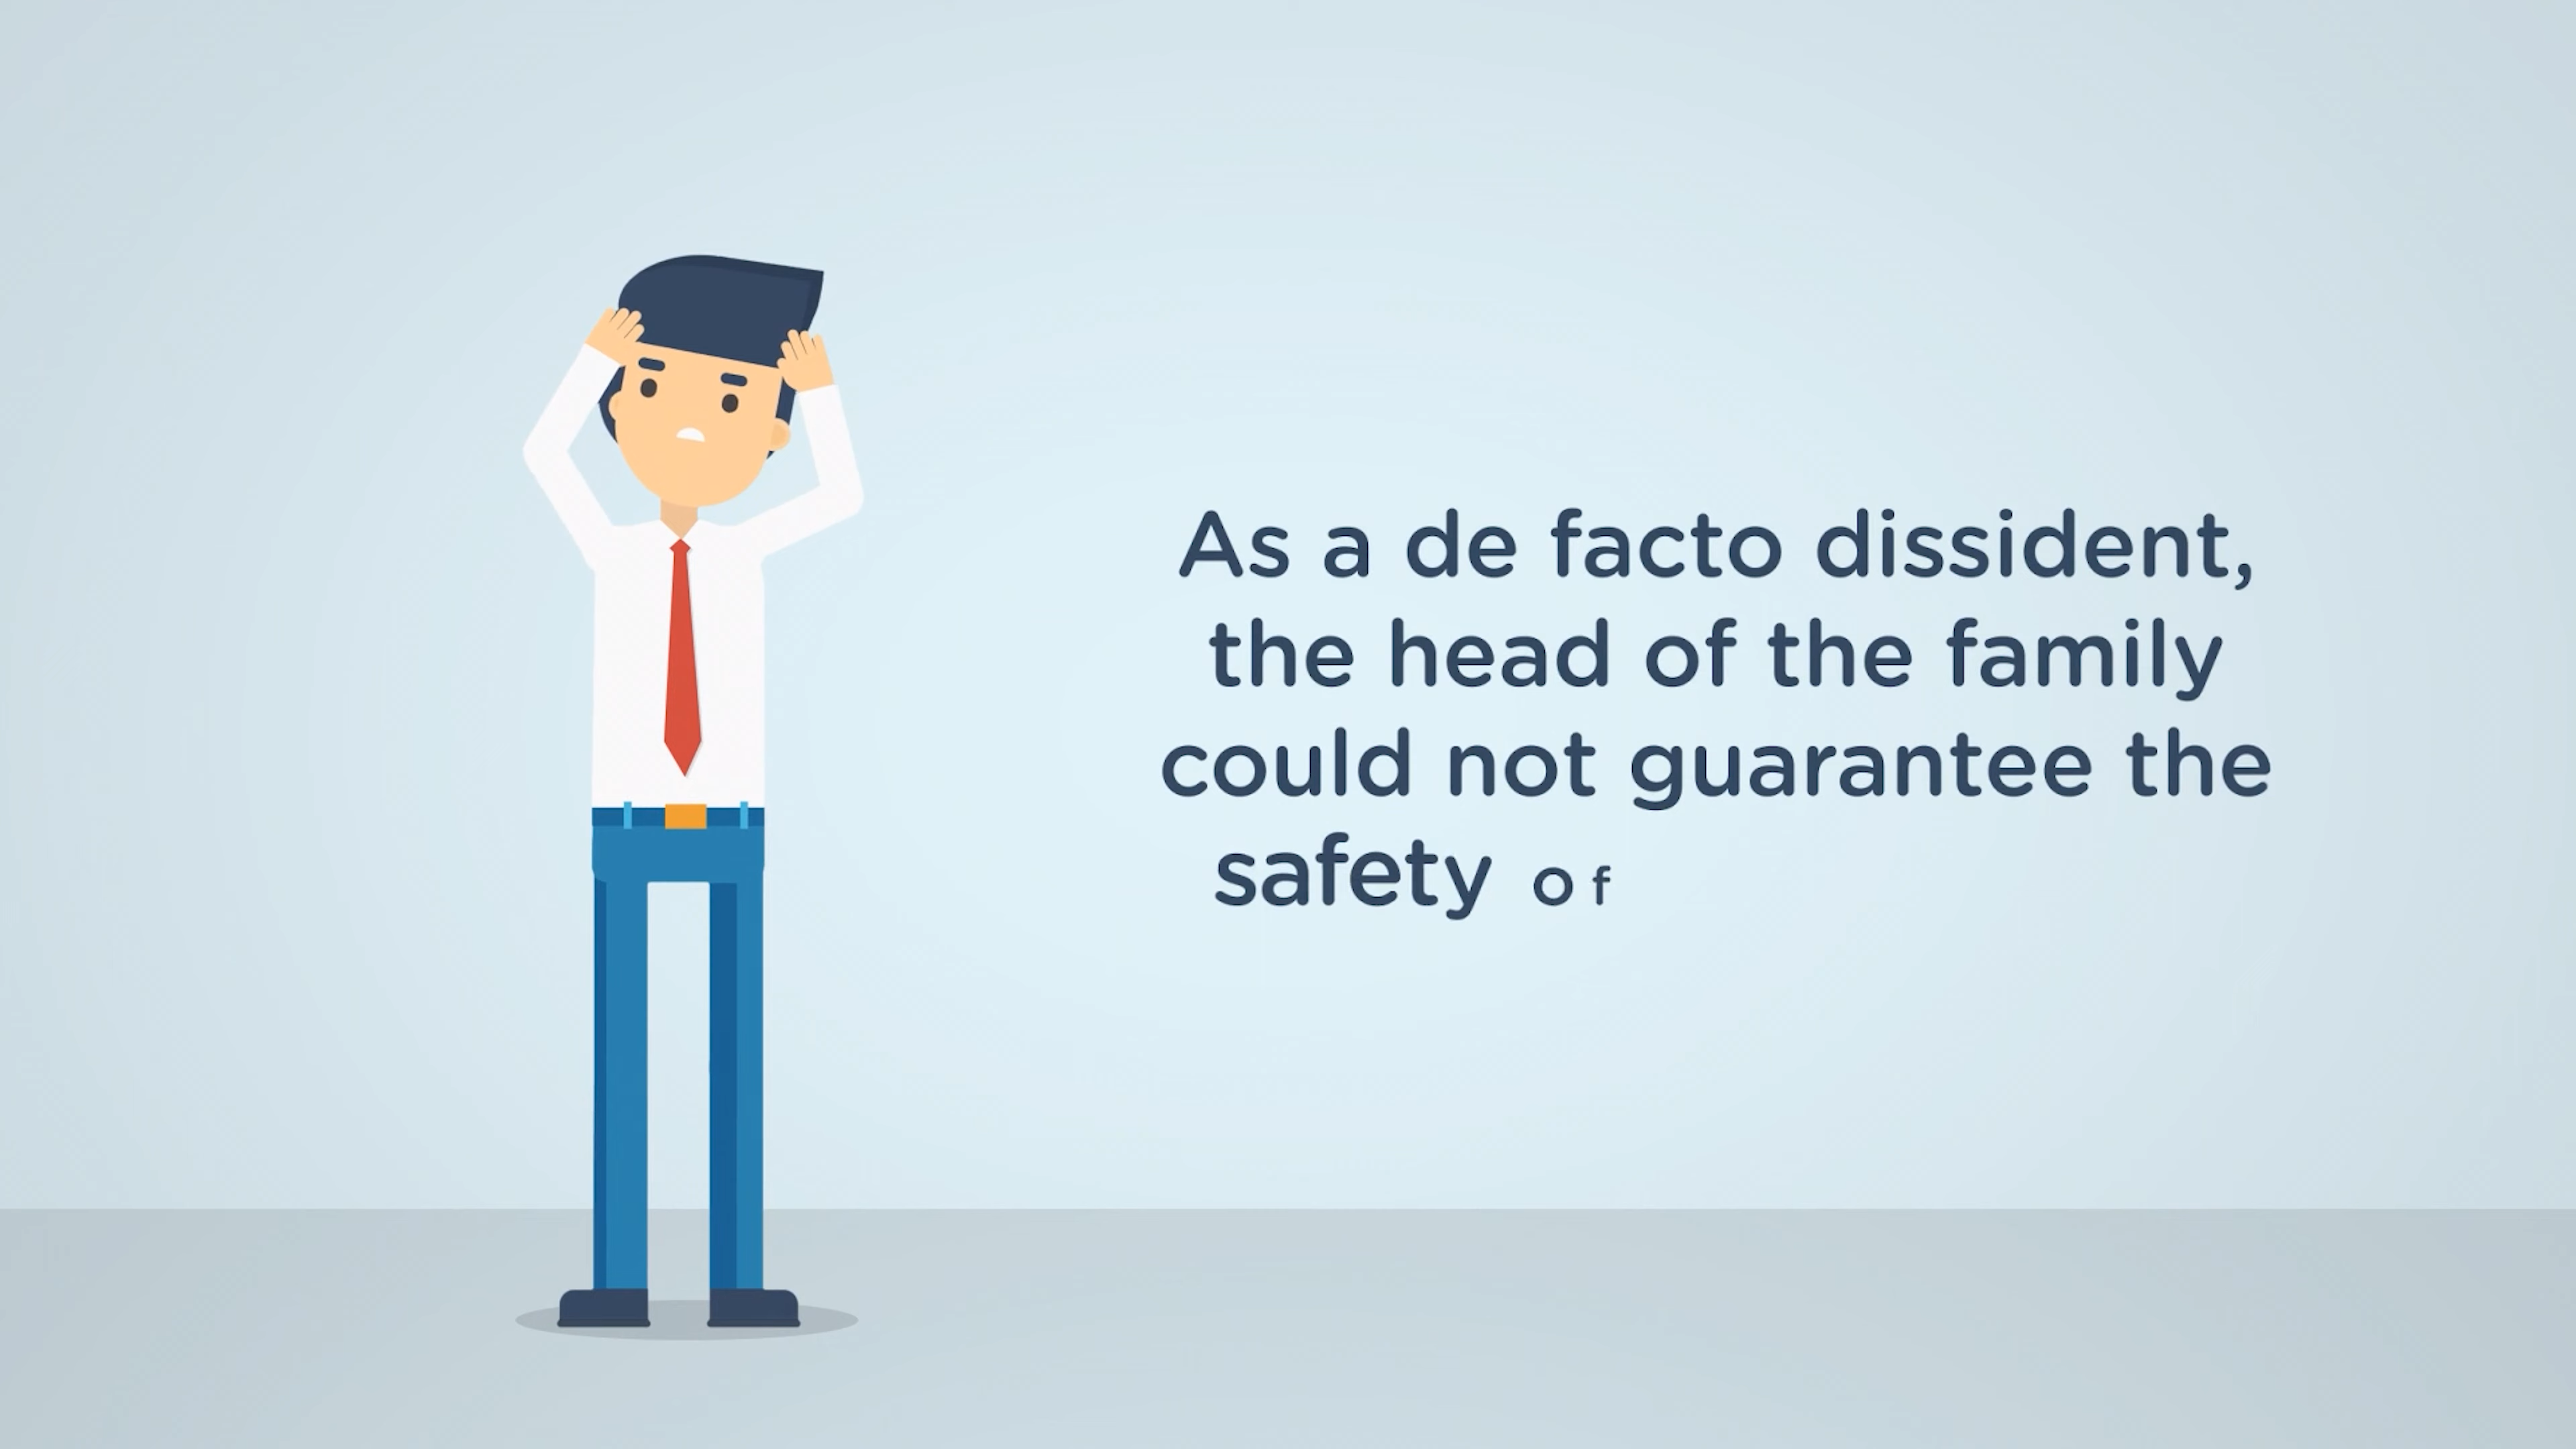 As a de facto dissident,
the head of the family
could not guarantee the
safety of